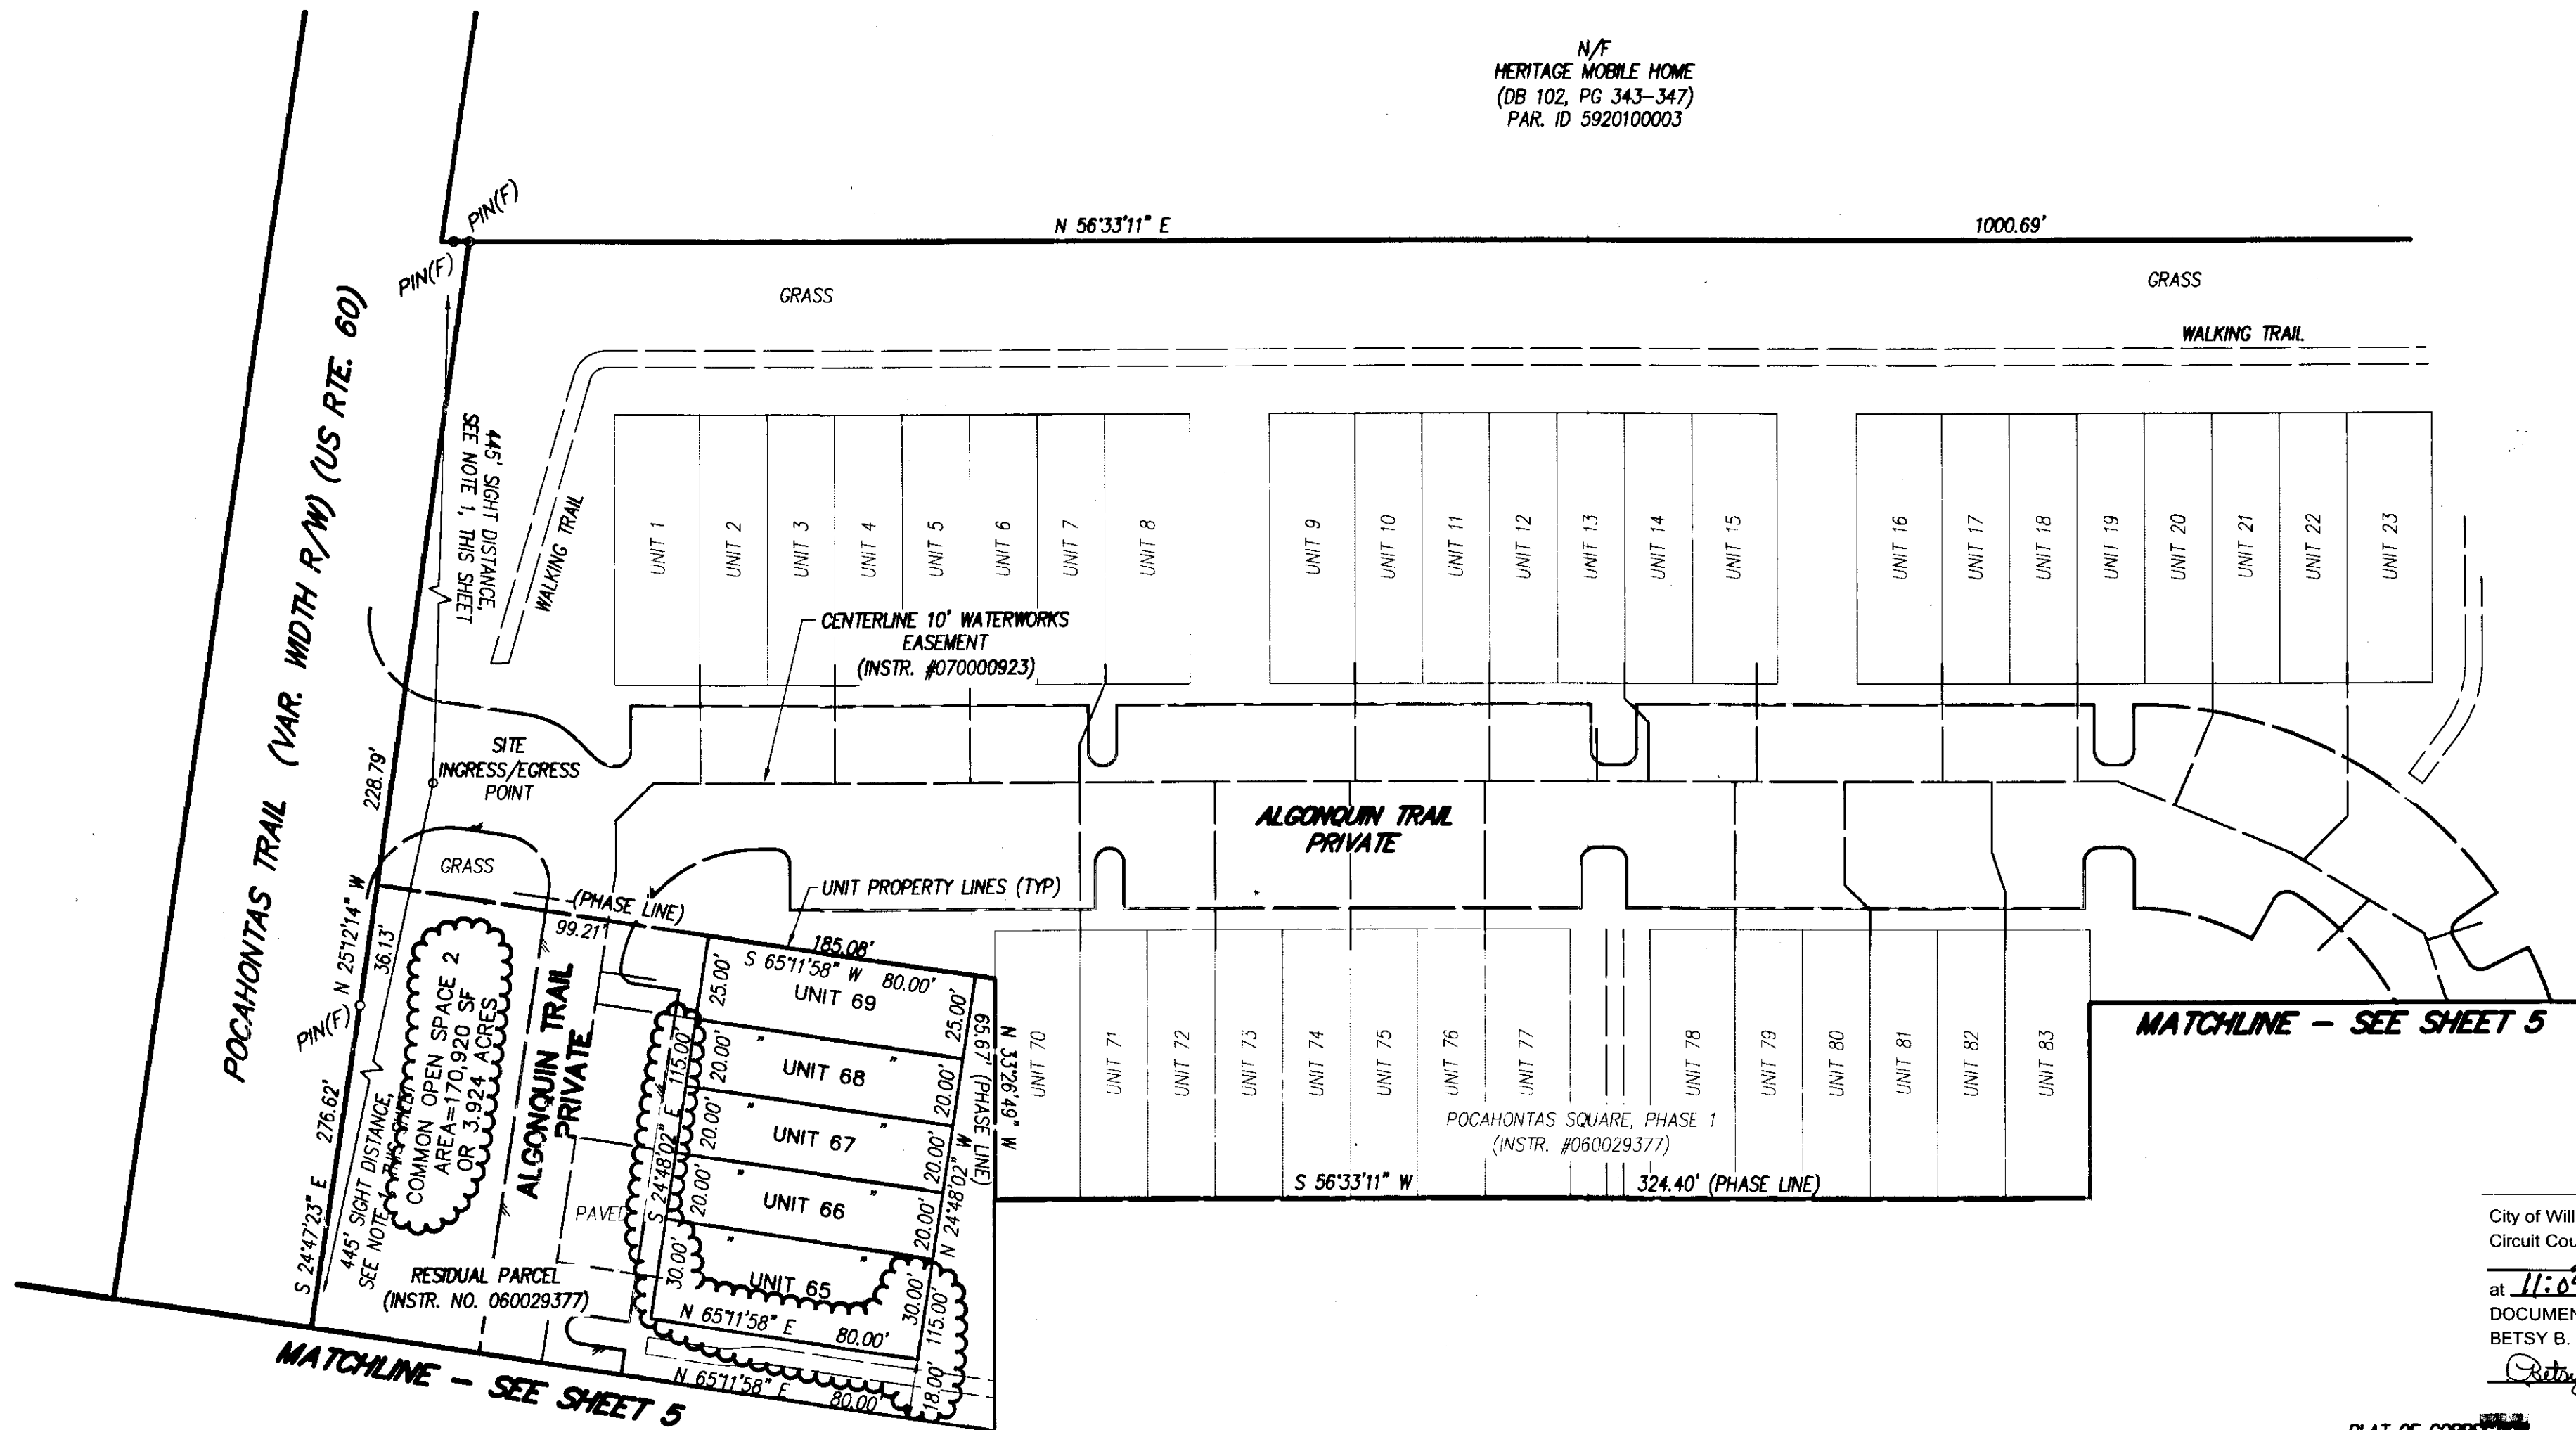 N/F
HERITAGE MOBILE HOME
(DB 102, PG 343-347)
PAR. ID 5920100003
PIN(F)
PIN(F)
N 56°33'11" E
1000.69'
GRASS
GRASS
WALKING TRAIL
POCAHONTAS TRAIL (VAR. WIDTH R/W) (US RTE. 60)
445' SIGHT DISTANCE,
SEE NOTE 1, THIS SHEET
WALKING TRAIL
UNIT 1
UNIT 2
UNIT 3
UNIT 4
UNIT 5
UNIT 6
UNIT 7
UNIT 8
UNIT 9
UNIT 10
UNIT 11
UNIT 12
UNIT 13
UNIT 14
UNIT 15
UNIT 16
UNIT 17
UNIT 18
UNIT 19
UNIT 20
UNIT 21
UNIT 22
UNIT 23
CENTERLINE 10' WATERWORKS
EASEMENT
(INSTR. #070000923)
SITE
INGRESS/EGRESS
POINT
228.79'
ALGONQUIN TRAIL
PRIVATE
GRASS
(PHASE LINE)
99.21'
UNIT PROPERTY LINES (TYP)
185.08'
N 25°12'14" W
36.13'
PIN(F)
COMMON OPEN SPACE 2
AREA=170,920 SF
OR 3.924 ACRES
ALGONQUIN TRAIL
PRIVATE
S 65°11'58" W
80.00'
UNIT 69
25.00'
25.00'
" "
UNIT 68
20.00'
20.00'
" "
UNIT 67
20.00'
20.00'
" "
UNIT 66
20.00'
20.00'
" "
UNIT 65
30.00'
30.00'
S 24°48'02" E 115.00'
N 24°48'02" W
115.00'
18.00'
65.67' (PHASE LINE)
N 33°26'49" W
UNIT 70
UNIT 71
UNIT 72
UNIT 73
UNIT 74
UNIT 75
UNIT 76
UNIT 77
UNIT 78
UNIT 79
UNIT 80
UNIT 81
UNIT 82
UNIT 83
MATCHLINE - SEE SHEET 5
POCAHONTAS SQUARE, PHASE 1
(INSTR. #060029377)
S 56°33'11" W
324.40' (PHASE LINE)
S 24°47'23" E 276.62'
445' SIGHT DISTANCE,
SEE NOTE 1, THIS SHEET
PAVED
RESIDUAL PARCEL
(INSTR. NO. 060029377)
N 65°11'58" E
80.00'
N 65°11'58" E
80.00'
MATCHLINE - SEE SHEET 5
City of Will
Circuit Cou
at 11:0
DOCUMEN
BETSY B.
Betsy
PLAT OF